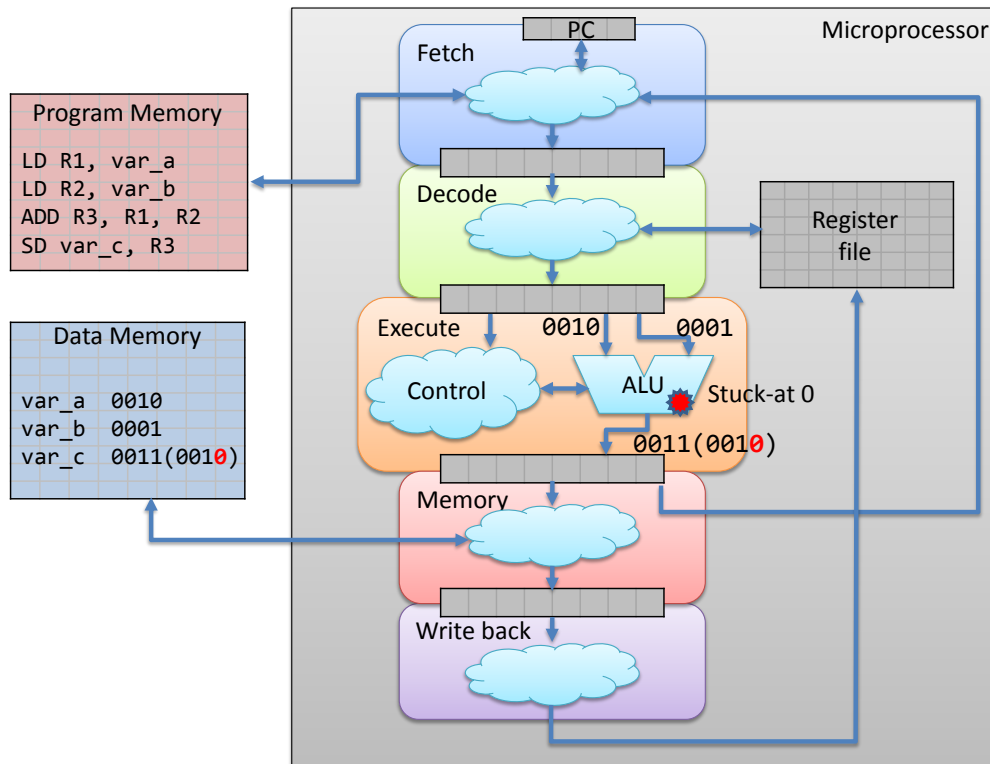 Microprocessor
PC
Fetch
Program Memory
LD R1, var_a
LD R2, var_b
ADD R3, R1, R2
SD var_c, R3
Decode
Register
file
Data Memory
var_a 0010
var_b 0001
var_c 0011(0010)
Execute
0010
0001
Control
ALU
Stuck-at 0
0011(0010)
Memory
Write back